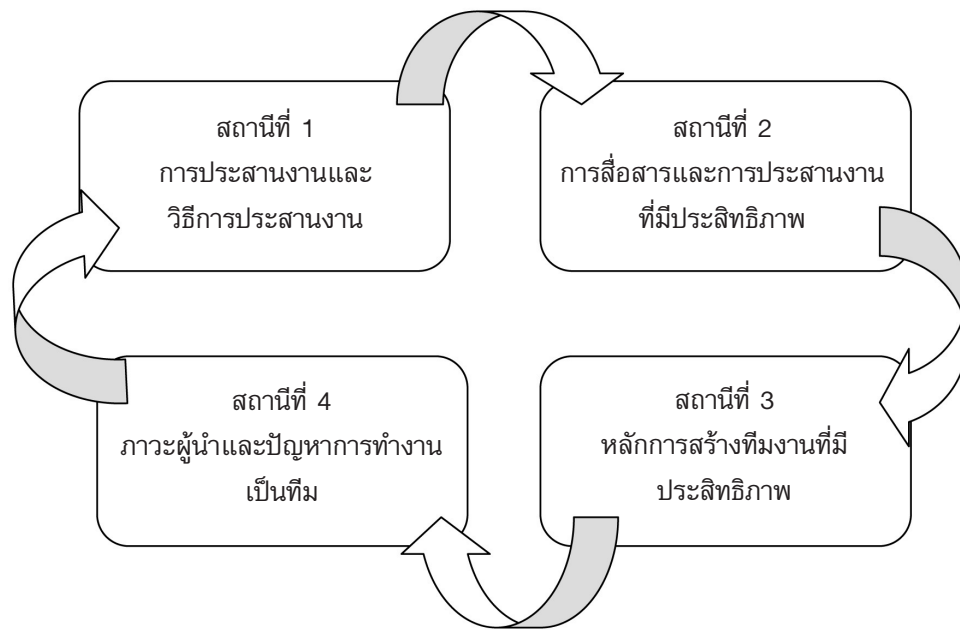 สถานีที่ 1
การประสานงานและ
วิธีการประสานงาน
สถานีที่ 2
การสื่อสารและการประสานงาน
ที่มีประสิทธิภาพ
สถานีที่ 3
หลักการสร้างทีมงานที่มี
ประสิทธิภาพ
สถานีที่ 4
ภาวะผู้นำและปัญหาการทำงาน
เป็นทีม